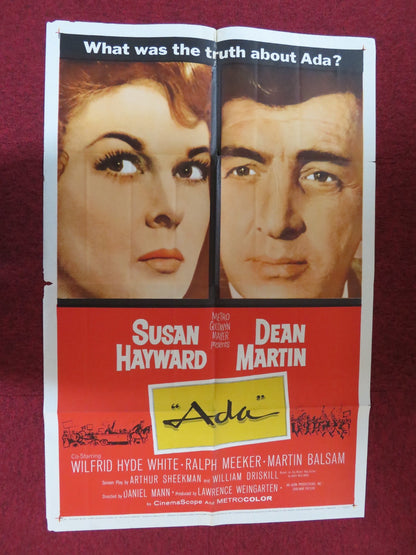 What was the truth about Ada?
METRO
GOLDWYN
MAYER
presents
SUSAN
HAYWARD
DEAN
MARTIN
"Ada"
Co-Starring
WILFRID HYDE WHITE · RALPH MEEKER · MARTIN BALSAM
Screen Play by ARTHUR SHEEKMAN AND WILLIAM DRISKILL
Directed by DANIEL MANN · Produced by LAWRENCE WEINGARTEN
In CinemaScope And METROCOLOR